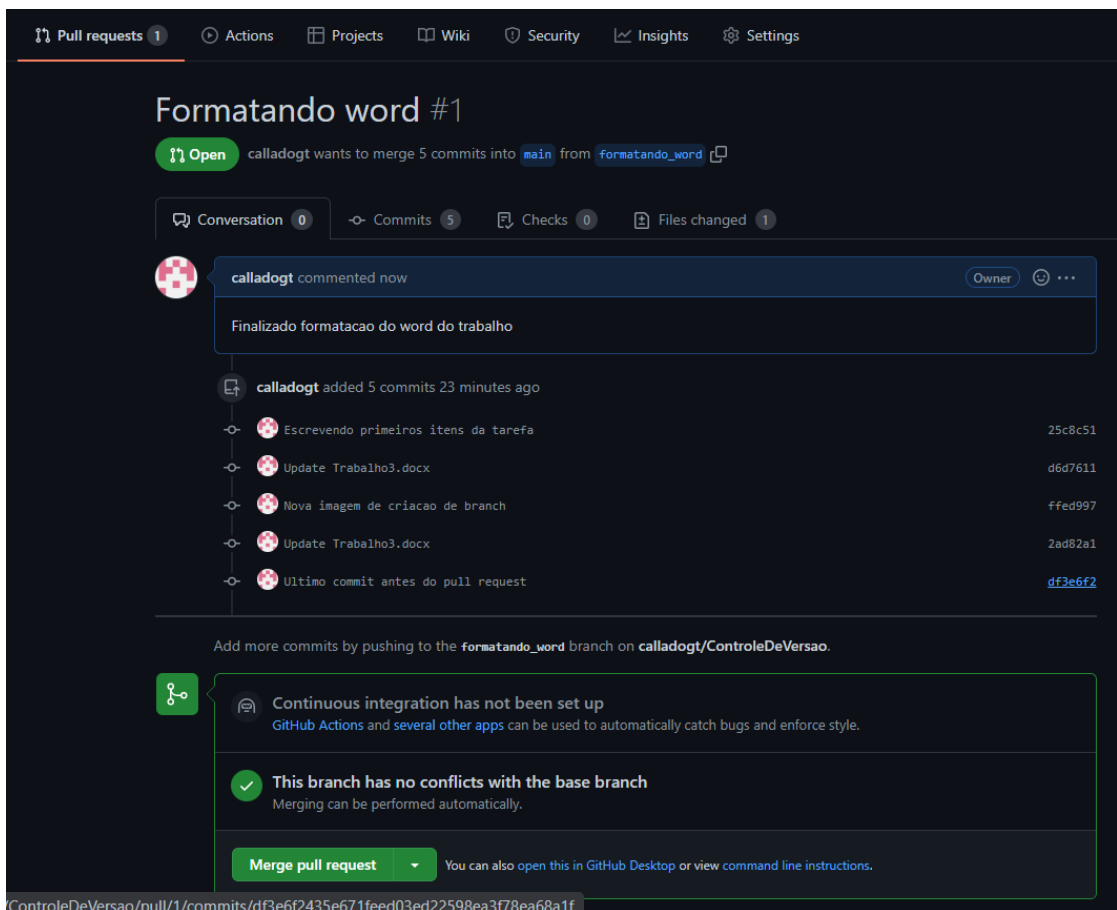 Pull requests 1 Actions Projects Wiki Security Insights Settings
Formatando word #1
Open calladogt wants to merge 5 commits into main from formatando_word
Conversation 0 Commits 5 Checks 0 Files changed 1
calladogt commented now Owner
Finalizado formatacao do word do trabalho
calladogt added 5 commits 23 minutes ago
Escrevendo primeiros itens da tarefa 25c8c51
Update Trabalho3.docx d6d7611
Nova imagem de criacao de branch ffed997
Update Trabalho3.docx 2ad82a1
Ultimo commit antes do pull request df3e6f2
Add more commits by pushing to the formatando_word branch on calladogt/ControleDeVersao.
Continuous integration has not been set up
GitHub Actions and several other apps can be used to automatically catch bugs and enforce style.
This branch has no conflicts with the base branch
Merging can be performed automatically.
Merge pull request You can also open this in GitHub Desktop or view command line instructions.
/ControleDeVersao/pull/1/commits/df3e6f2435e671feed03ed22598ea3f78ea68a1f